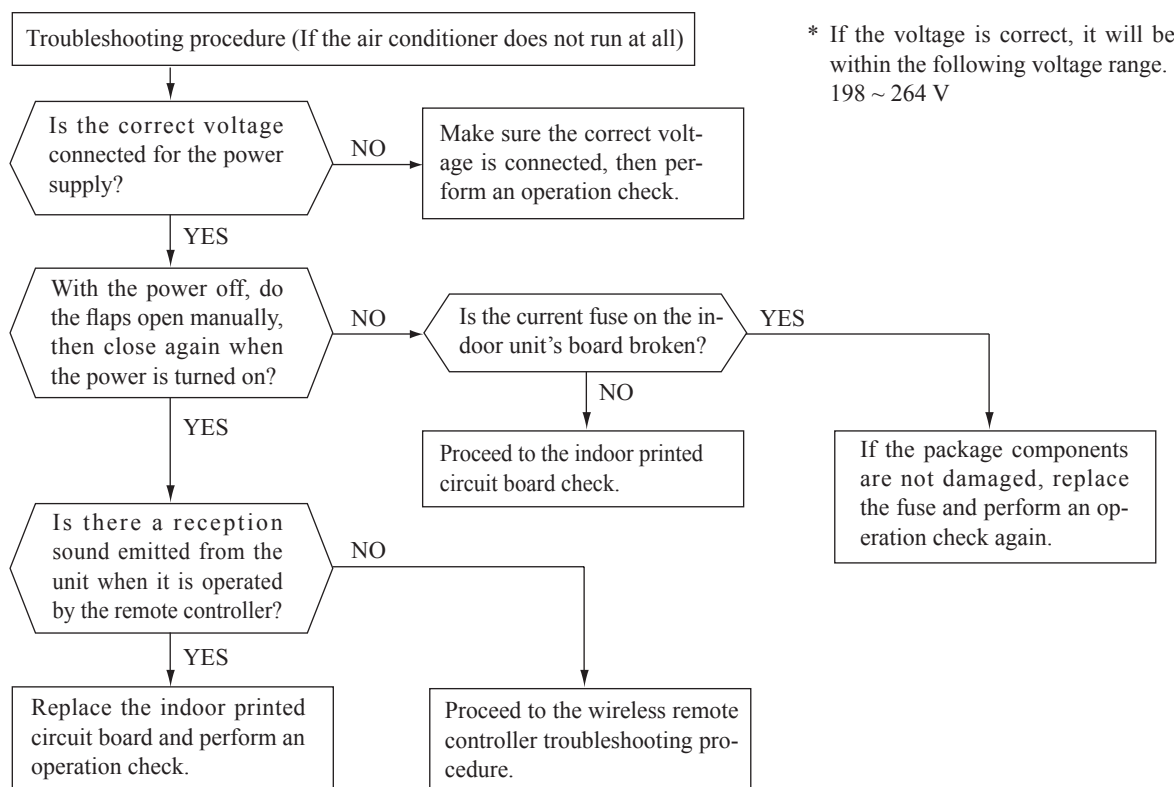 Troubleshooting procedure (If the air conditioner does not run at all)
* If the voltage is correct, it will be
within the following voltage range.
198 ~ 264 V
Is the correct voltage
connected for the power
supply?
NO
Make sure the correct volt-
age is connected, then per-
form an operation check.
YES
With the power off, do
the flaps open manually,
then close again when
the power is turned on?
NO
Is the current fuse on the in-
door unit's board broken?
YES
NO
YES
Proceed to the indoor printed
circuit board check.
If the package components
are not damaged, replace
the fuse and perform an op-
eration check again.
Is there a reception
sound emitted from the
unit when it is operated
by the remote controller?
NO
YES
Replace the indoor printed
circuit board and perform an
operation check.
Proceed to the wireless remote
controller troubleshooting pro-
cedure.